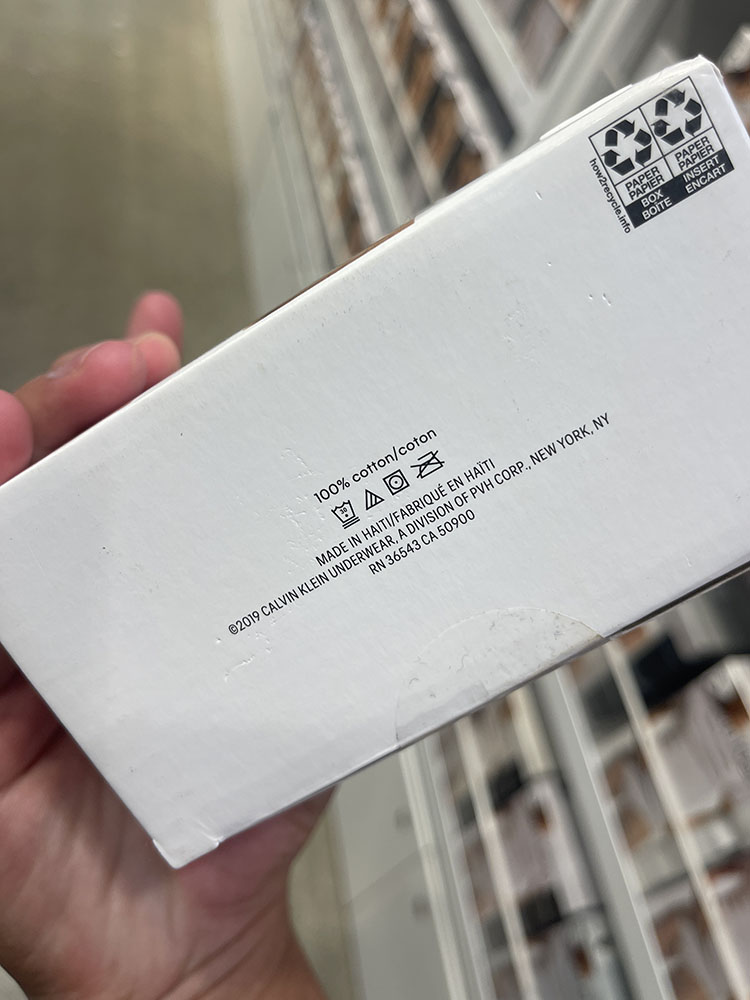 PAPER
PAPIER
BOX
BOÎTE
PAPER
PAPIER
INSERT
ENCART
how2recycle.info
100% cotton/coton
30
MADE IN HAITI/FABRIQUÉ EN HAÏTI
©2019 CALVIN KLEIN UNDERWEAR, A DIVISION OF PVH CORP., NEW YORK, NY
RN 36543 CA 50900